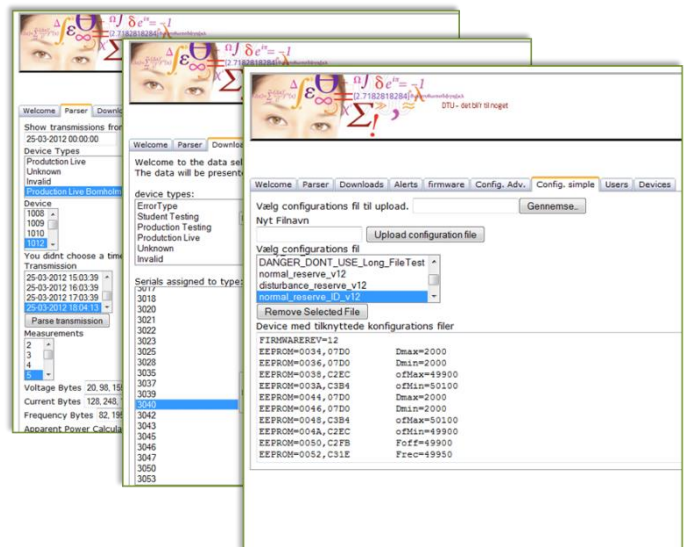 Welcome Parser Downl
Show transmissions from
25-03-2012 00:00:00
Device Types
Produtction Live
Unknown
Invalid
Production Live Bornholm
Device
1008
1009
1010
1012
You didnt choose a time
Transmission
25-03-2012 15:03:39
25-03-2012 16:03:39
25-03-2012 17:03:39
25-03-2012 18:04:13
Parse transmission
Measurements
2
3
4
5
Voltage Bytes 20, 98, 15
Current Bytes 128, 248,
Frequency Bytes 82, 19
Apparent Power Calcula
Welcome Parser Downloa
Welcome to the data sel
The data will be presente
device types:
ErrorType
Student Testing
Production Testing
Produtction Live
Unknown
Invalid
Serials assigned to type:
3017
3018
3020
3021
3022
3023
3025
3028
3035
3037
3039
3040
3042
3043
3045
3046
3047
3050
3053
DTU - det bli'r til noget
Welcome Parser Downloads Alerts firmware Config. Adv. Config. simple Users Devices
Vælg configurations fil til upload. Gennemse..
Nyt Filnavn
Upload configuration file
Vælg configurations fil
DANGER_DONT_USE_Long_FileTest
normal_reserve_v12
disturbance_reserve_v12
normal_reserve_ID_v12
Remove Selected File
Device med tilknyttede konfigurations filer
FIRMWAREREV=12
EEPROM=0034,07D0 Dmax=2000
EEPROM=0036,07D0 Dmin=2000
EEPROM=0038,C2EC ofMax=49900
EEPROM=003A,C3B4 ofMin=50100
EEPROM=0044,07D0 Dmax=2000
EEPROM=0046,07D0 Dmin=2000
EEPROM=0048,C3B4 ofMax=50100
EEPROM=004A,C2EC ofMin=49900
EEPROM=0050,C2FB Foff=49900
EEPROM=0052,C31E Frec=49950